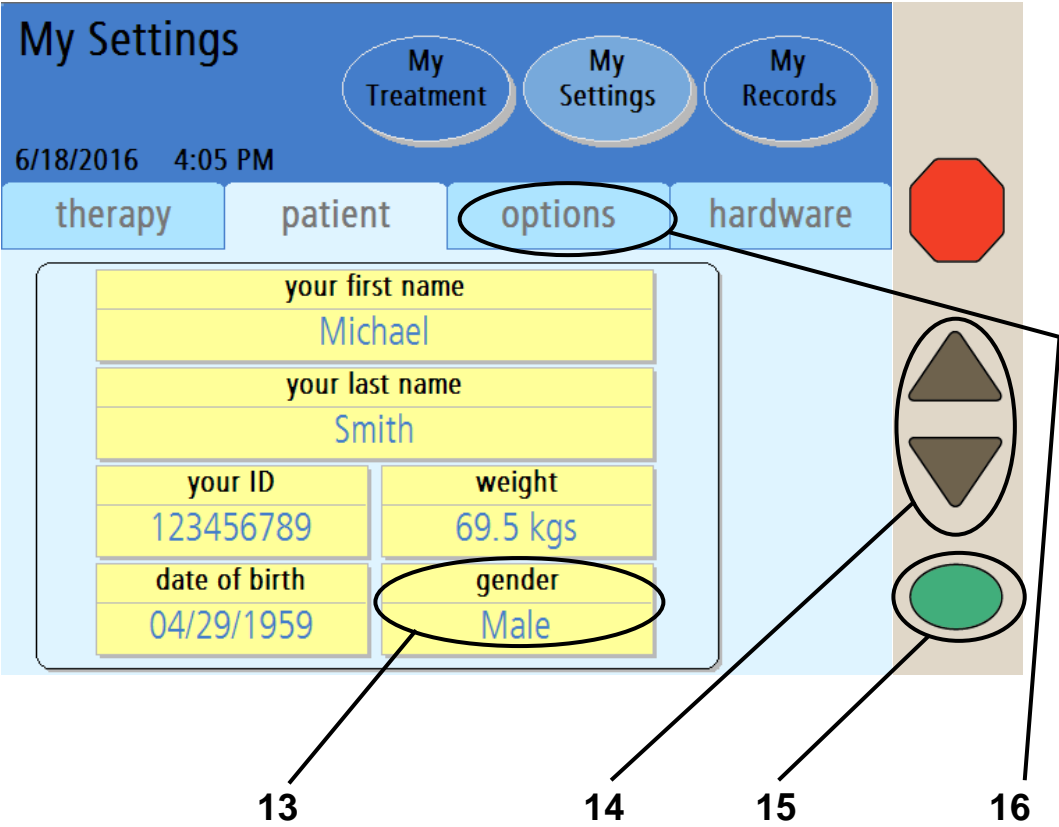 My Settings
My
Treatment
My
Settings
My
Records
6/18/2016 4:05 PM
therapy patient options hardware
your first name
Michael
your last name
Smith
your ID weight
123456789 69.5 kgs
date of birth gender
04/29/1959 Male
13 14 15 16